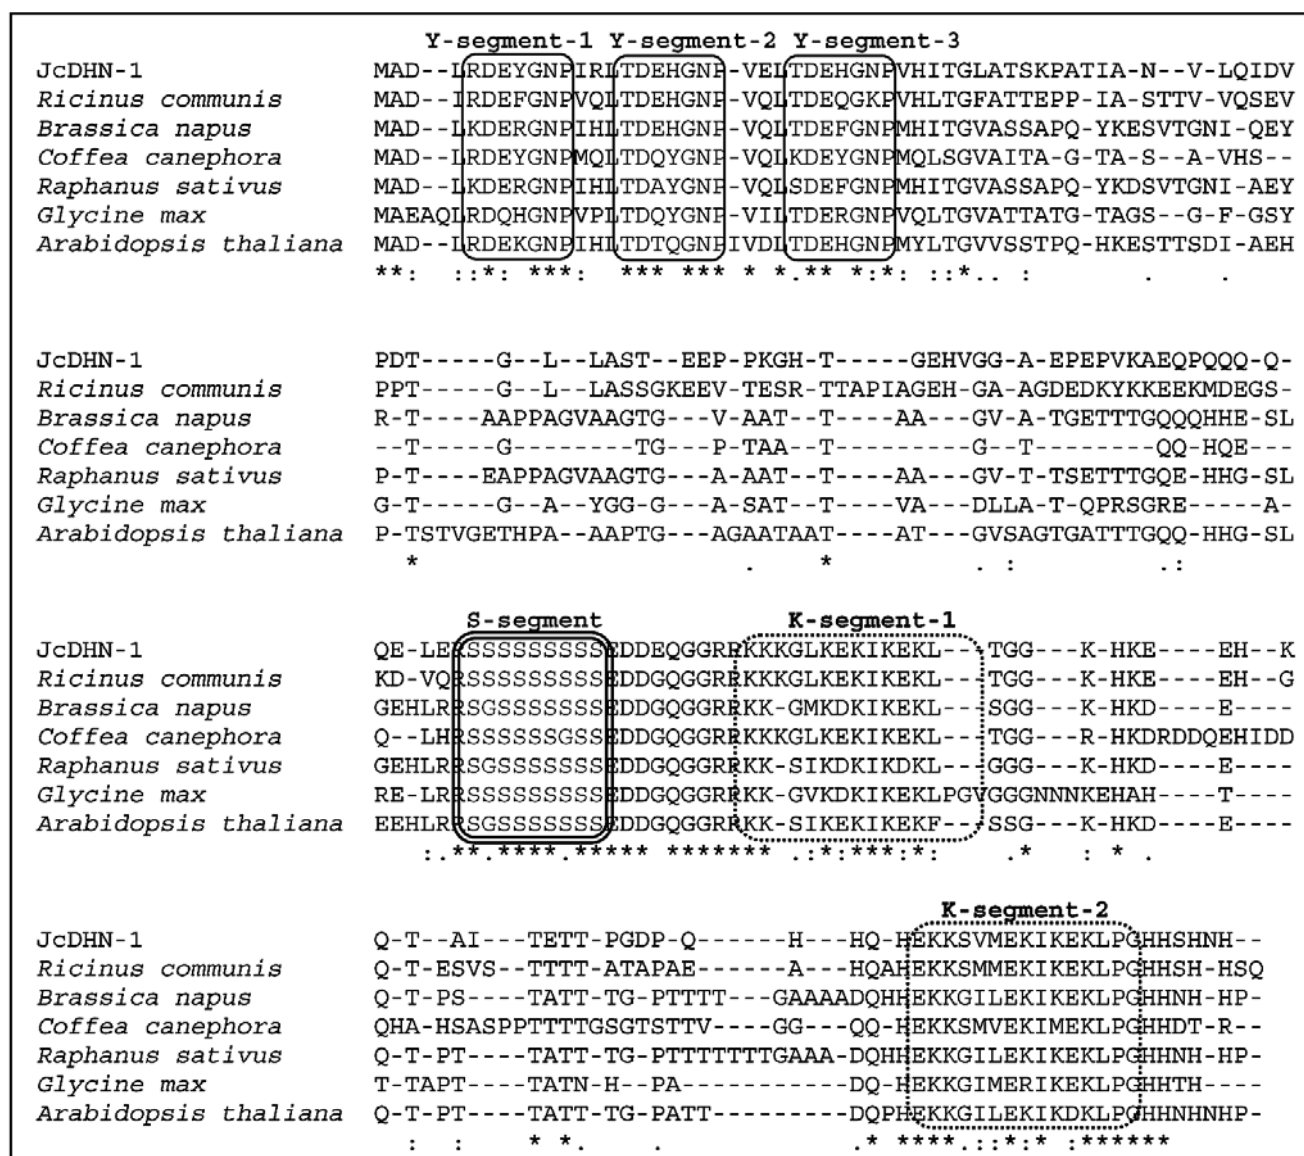 Y-segment-1 Y-segment-2 Y-segment-3
JcDHN-1 MAD--LRDEYGNPIRLTDEHGNP-VELTDEHGNPVHITGLATSKPATIA-N--V-LQIDV
Ricinus communis MAD--IRDEFGNPVQLTDEHGNP-VQLTDEQGKPVHLTGFATTEPP-IA-STTV-VQSEV
Brassica napus MAD--LKDERGNPIHLTDEHGNP-VQLTDEFGNPMHITGVASSAPQ-YKESVTGNI-QEY
Coffea canephora MAD--LRDEYGNPMQLTDQYGNP-VQLKDEYGNPMQLSGVAITA-G-TA-S--A-VHS--
Raphanus sativus MAD--LKDERGNPIHLTDAYGNP-VQLSDEFGNPMHITGVASSAPQ-YKDSVTGNI-AEY
Glycine max MAEAQLRDQHGNPVPLTDQYGNP-VILTDERGNPVQLTGVATTATG-TAGS--G-F-GSY
Arabidopsis thaliana MAD--LRDEKGNPIHLTDTQGNPIVDLTDEHGNPMYLTGVVSSTPQ-HKESTTSDI-AEH
**: ::*: ***: *** *** * *.** *:*: ::*.. : . .
JcDHN-1 PDT-----G--L--LAST--EEP-PKGH-T-----GEHVGG-A-EPEPVKAEQPQQQ-Q-
Ricinus communis PPT-----G--L--LASSGKEEV-TESR-TTAPIAGEH-GA-AGDEDKYKKEEKMDEGS-
Brassica napus R-T----AAPPAGVAAGTG---V-AAT--T----AA---GV-A-TGETTTGQQQHHE-SL
Coffea canephora --T-----G--------TG---P-TAA--T--------G--T--------QQ-HQE---
Raphanus sativus P-T----EAPPAGVAAGTG---A-AAT--T----AA---GV-T-TSETTTGQE-HHG-SL
Glycine max G-T-----G--A--YGG-G---A-SAT--T----VA---DLLA-T-QPRSGRE----A-
Arabidopsis thaliana P-TSTVGETHPA--AAPTG---AGAATAAT----AT---GVSAGTGATTTGQQ-HHG-SL
* . * . : .:
S-segment K-segment-1
JcDHN-1 QE-LERSSSSSSSSSEDDEQGGRRKKKGLKEKIKEKL---TGG---K-HKE----EH--K
Ricinus communis KD-VQRSSSSSSSSSEDDGQGGRRKKKGLKEKIKEKL---TGG---K-HKE----EH--G
Brassica napus GEHLRRSGSSSSSSSEDDGQGGRRKK-GMKDKIKEKL---SGG---K-HKD----E----
Coffea canephora Q--LHRSSSSSSGSSEDDGQGGRRKKKGLKEKIKEKL---TGG---R-HKDRDDQEHIDD
Raphanus sativus GEHLRRSGSSSSSSSEDDGQGGRRKK-SIKDKIKDKL---GGG---K-HKD----E----
Glycine max RE-LRRSSSSSSSSSEDDGQGGRRKK-GVKDKIKEKLPGVGGGNNNKEHAH----T----
Arabidopsis thaliana EEHLRRSGSSSSSSSEDDGQGGRRKK-SIKEKIKEKF---SSG---K-HKD----E----
:.**.****.***** ******* .:*:***:*: .* : * .
K-segment-2
JcDHN-1 Q-T--AI---TETT-PGDP-Q------H---HQ-HEKKSVMEKIKEKLPGHHSHNH--
Ricinus communis Q-T-ESVS--TTTT-ATAPAE------A---HQAHEKKSMMEKIKEKLPGHHSH-HSQ
Brassica napus Q-T-PS----TATT-TG-PTTTT---GAAAADQHHEKKGILEKIKEKLPGHHNH-HP-
Coffea canephora QHA-HSASPPTTTTGSGTSTTV----GG---QQ-HEKKSMVEKIMEKLPGHHDT-R--
Raphanus sativus Q-T-PT----TATT-TG-PTTTTTTTGAAA-DQHHEKKGILEKIKEKLPGHHNH-HP-
Glycine max T-TAPT----TATN-H--PA-----------DQ-HEKKGIMERIKEKLPGHHTH----
Arabidopsis thaliana Q-T-PT----TATT-TG-PATT---------DQPHEKKGILEKIKDKLPGHHNHNHP-
: : * *. . .* ****.::*:* :******